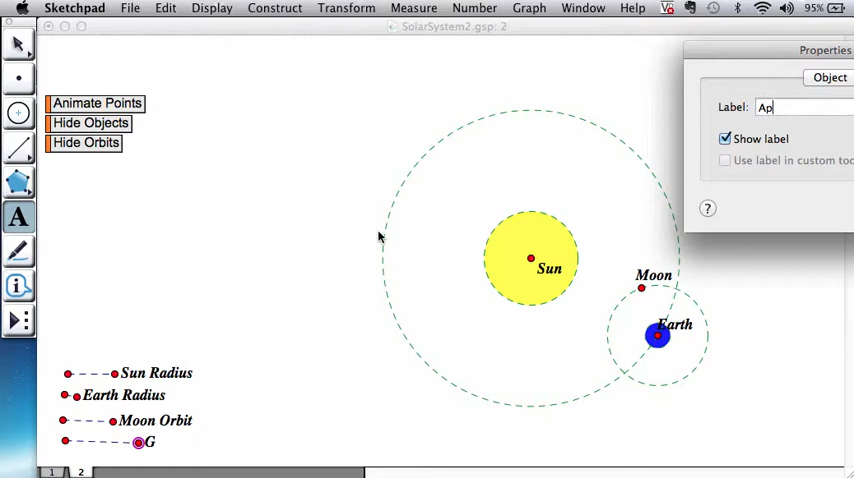 Sketchpad File Edit Display Construct Transform Measure Number Graph Window Help 95%
SolarSystem2.gsp: 2
Properties
Object
Label: Ap
Show label
Use label in custom too
?
Animate Points
Hide Objects
Hide Orbits
A
Sun
Moon
Earth
Sun Radius
Earth Radius
Moon Orbit
G
1 2